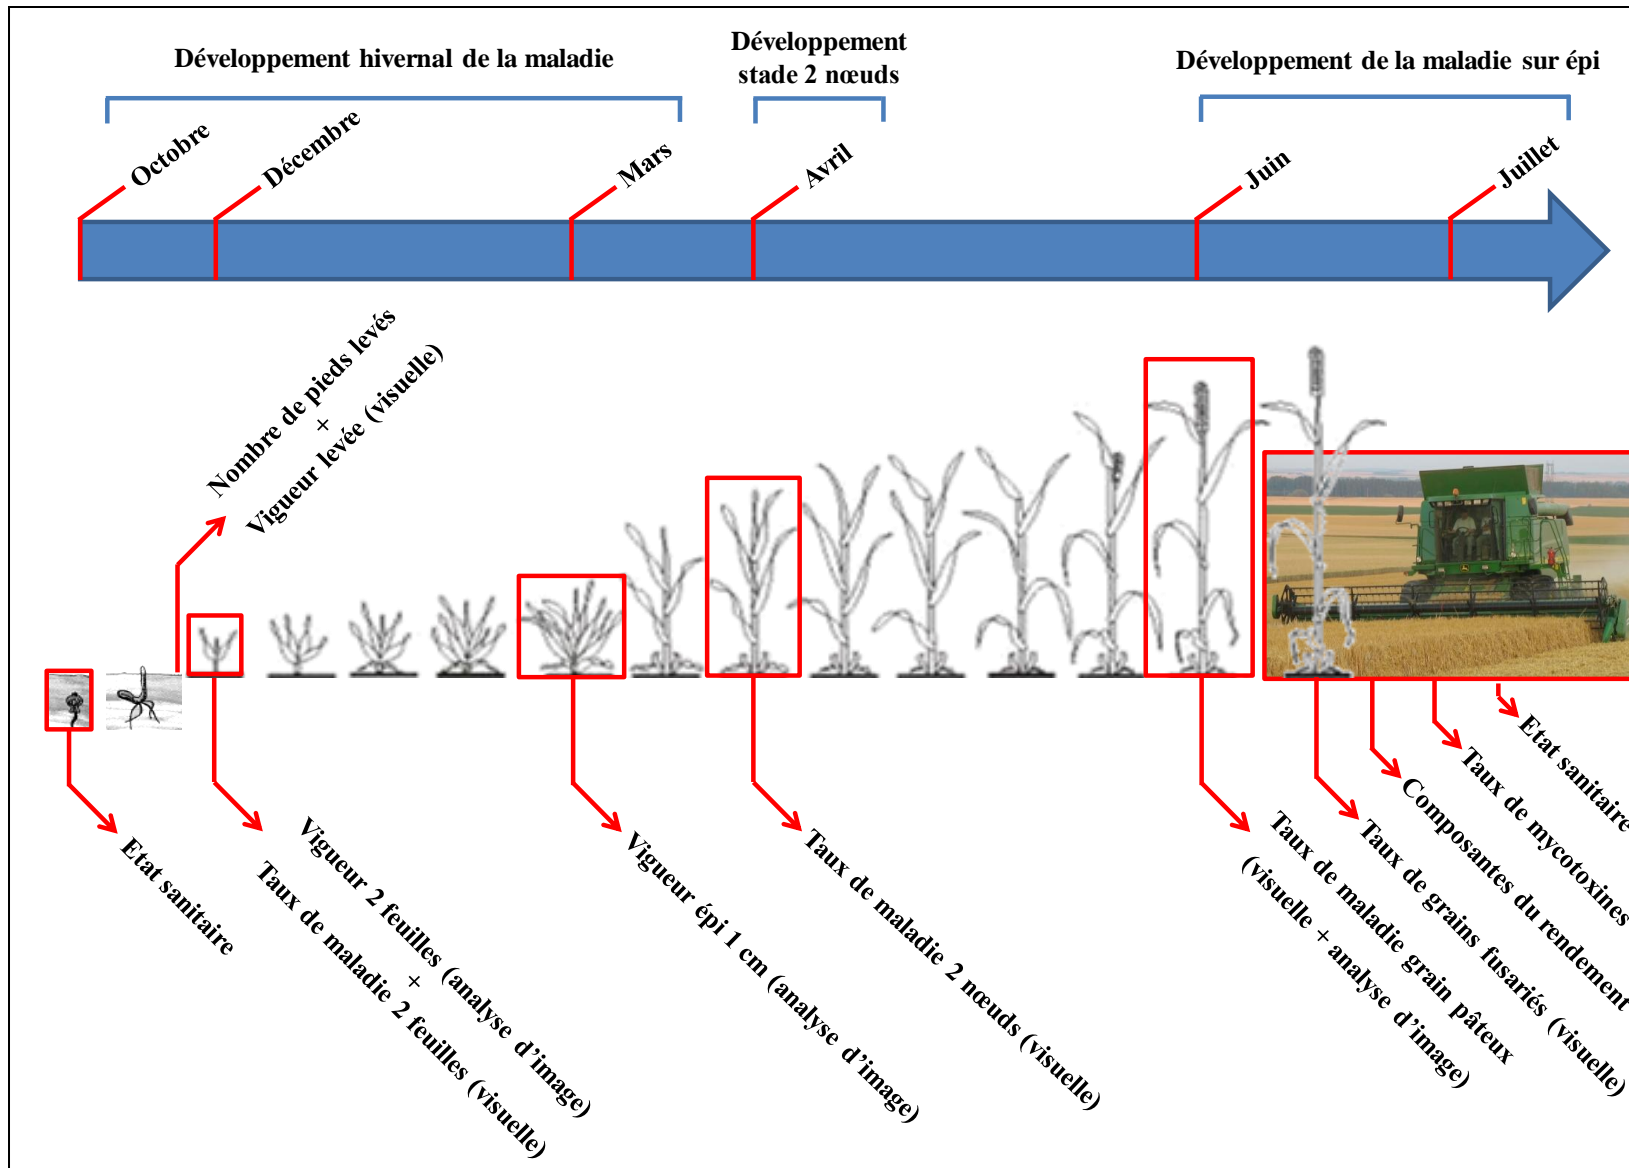 Développement hivernal de la maladie
Développement
stade 2 nœuds
Développement de la maladie sur épi
Octobre
Décembre
Mars
Avril
Juin
Juillet
Nombre de pieds levés
+
Vigueur levée (visuelle)
Etat sanitaire
Vigueur 2 feuilles (analyse d’image)
+
Taux de maladie 2 feuilles (visuelle)
Vigueur épi 1 cm (analyse d’image)
Taux de maladie 2 nœuds (visuelle)
Taux de maladie grain pâteux
(visuelle + analyse d’image)
Taux de grains fusariés (visuelle)
Composantes du rendement
Taux de mycotoxines
Etat sanitaire